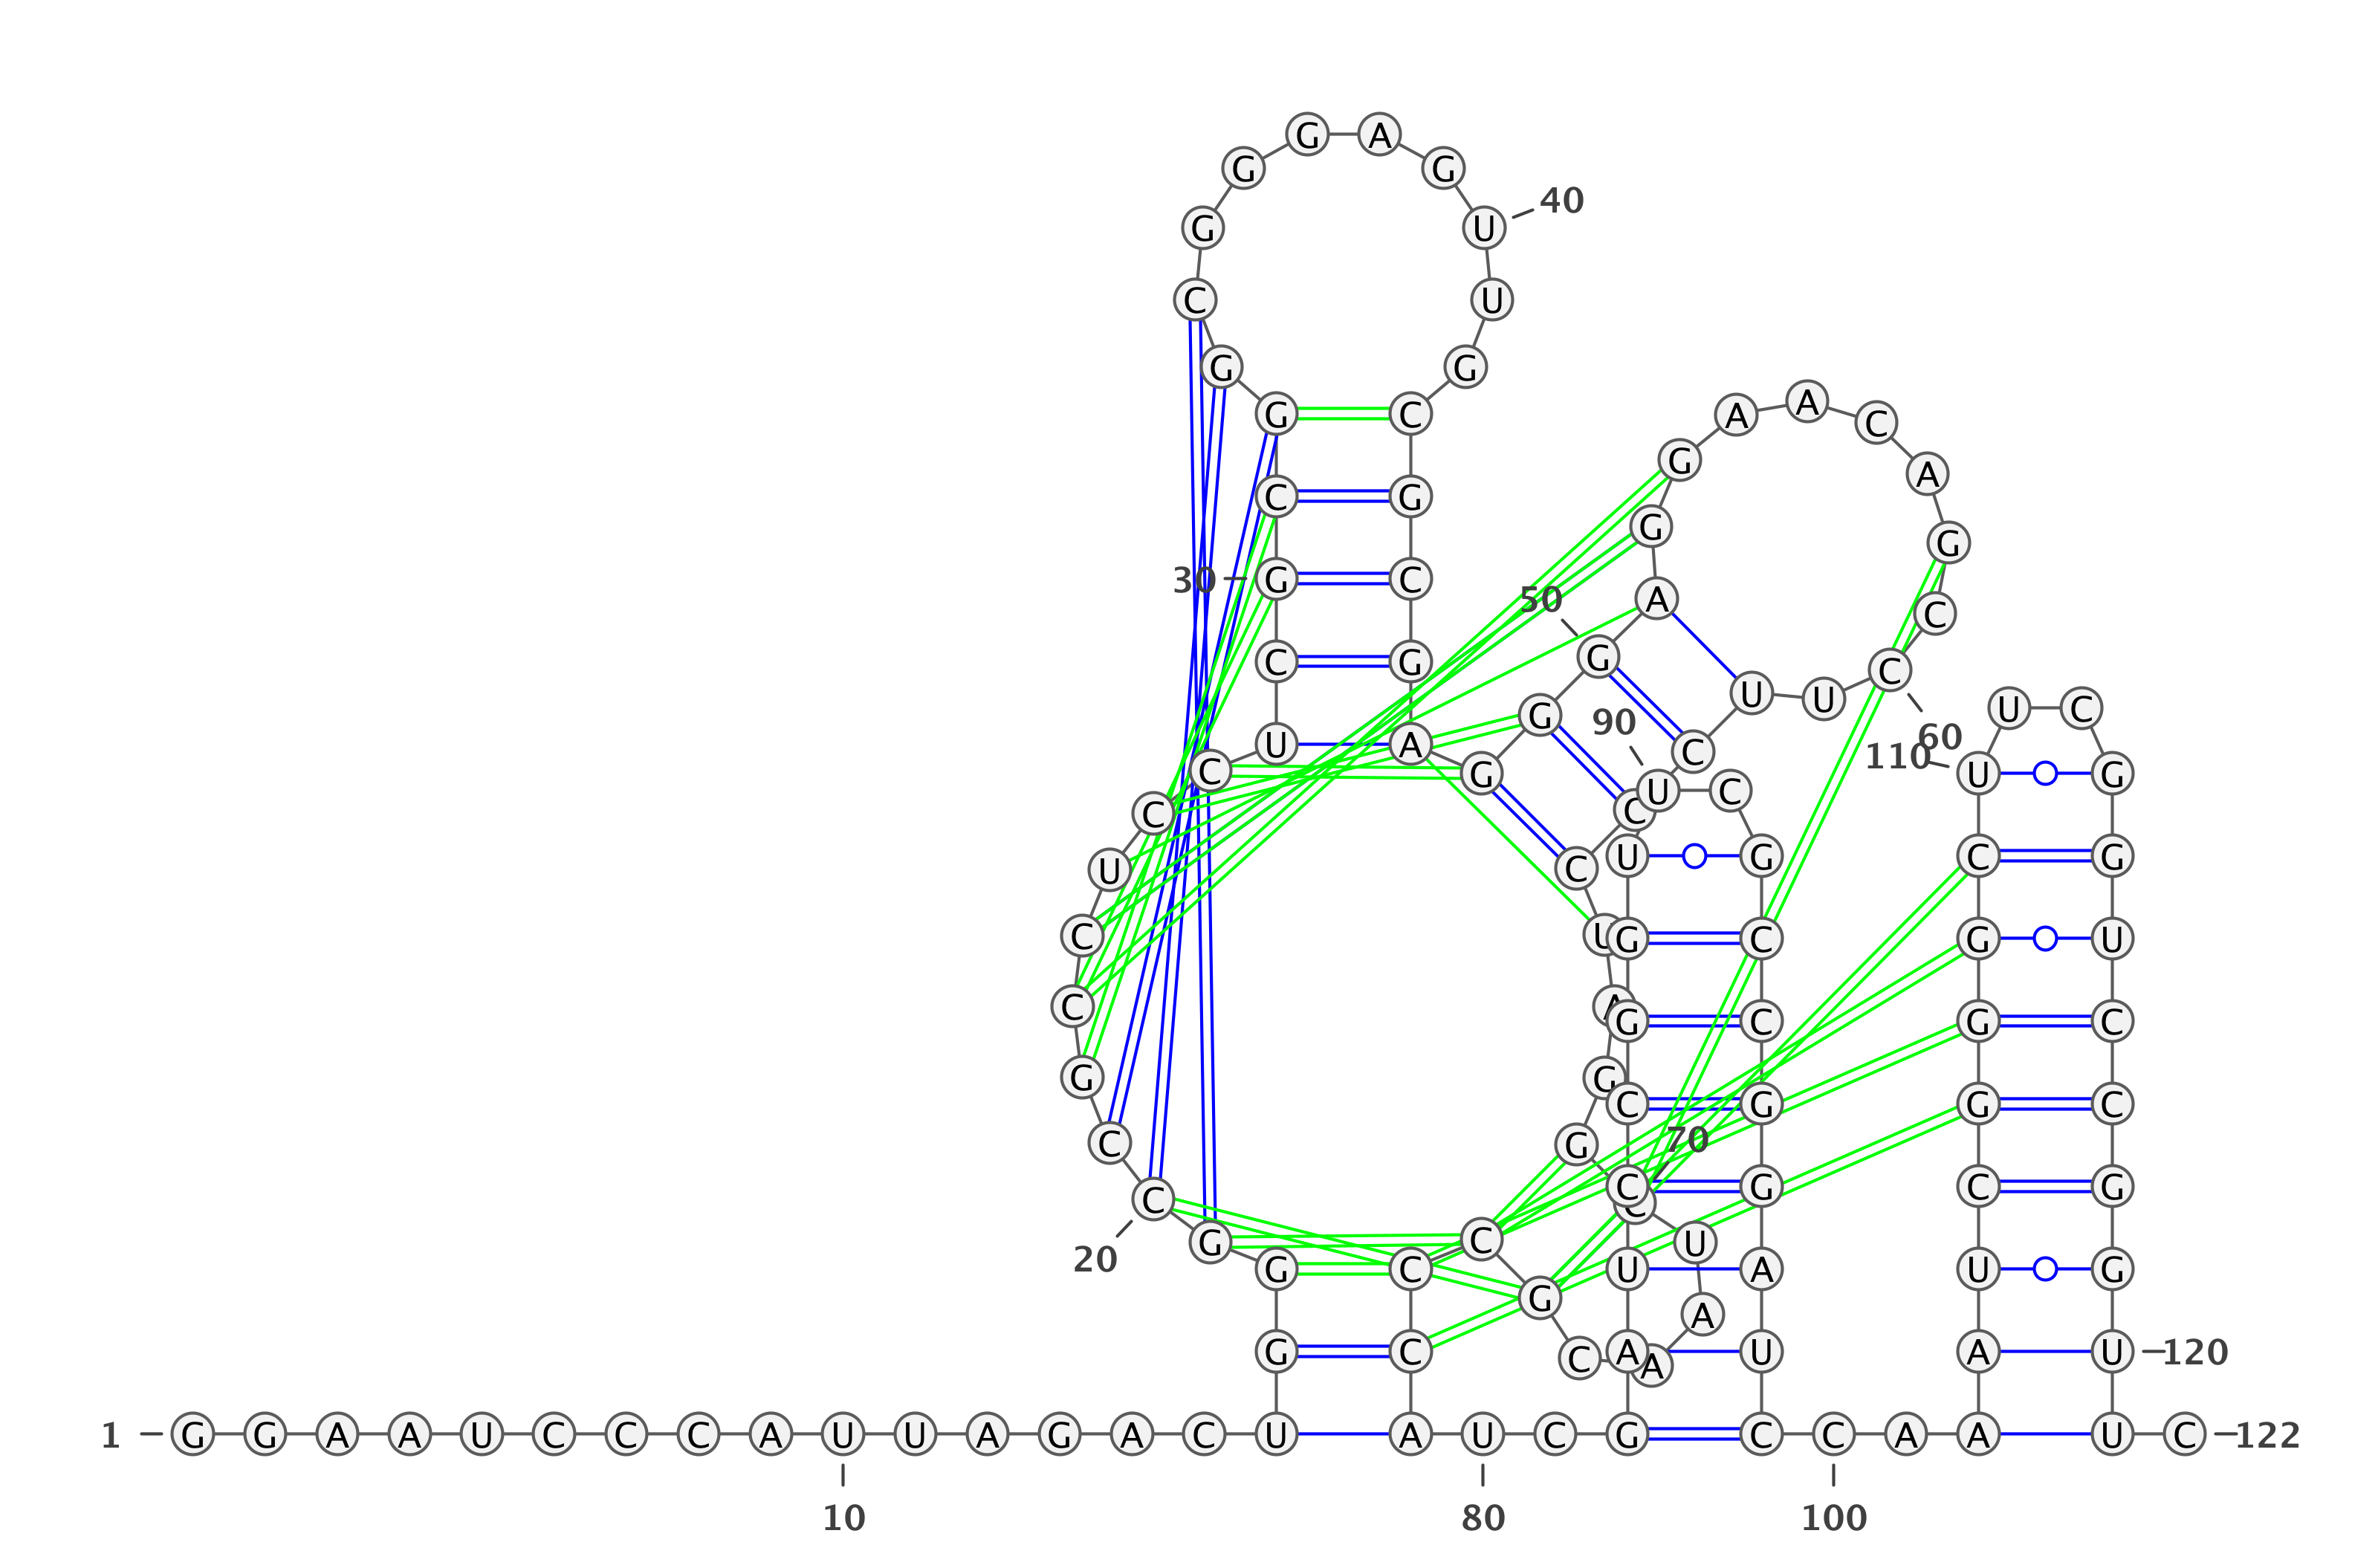 G A
G G
40
G U
C U
G G
G C A A C
G A
C G
G G
30 G C 50 A C
C G G C
U U U C
G 90
U A C 110 60
C G U G
U C
C C
U C U G C G
C U G C G U
C A G C G C
G G
C G G C
C G 70
C C G C G
C
G C U
20
G C U A U G
G A
G C A U A U 120
C A
1 G G A A U C C C A U U A G A C U A U C G C C A A A U C 122
10 80 100